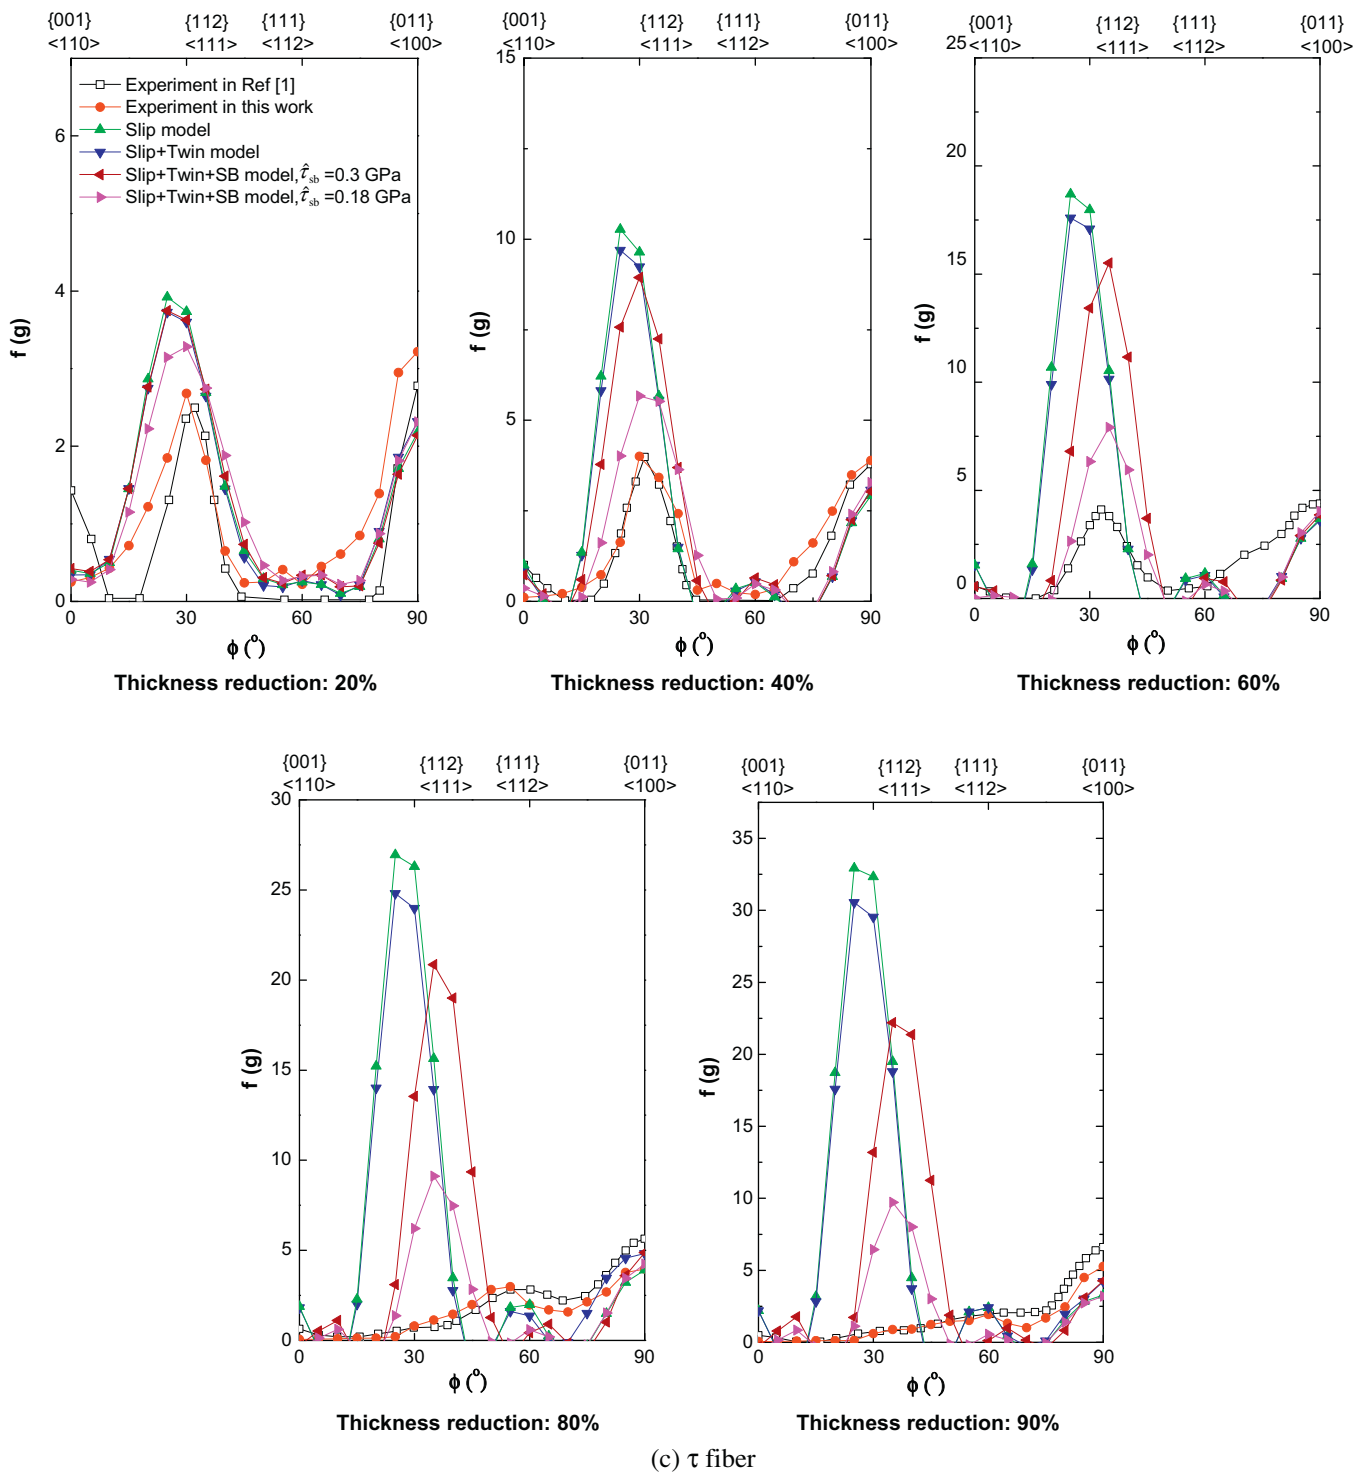 {001} {112} {111} {011}
<110> <111> <112> <100>
Experiment in Ref [1]
Experiment in this work
Slip model
Slip+Twin model
Slip+Twin+SB model, τ̂sb =0.3 GPa
Slip+Twin+SB model, τ̂sb =0.18 GPa
6
4
2
0
f (g)
0 30 60 90
ϕ (°)
Thickness reduction: 20%
{001} {112} {111} {011}
<110> <111> <112> <100>
15
10
5
0
f (g)
0 30 60 90
ϕ (°)
Thickness reduction: 40%
{001} {112} {111} {011}
<110> <111> <112> <100>
25
20
15
10
5
0
f (g)
0 30 60 90
ϕ (°)
Thickness reduction: 60%
{001} {112} {111} {011}
<110> <111> <112> <100>
30
25
20
15
10
5
0
f (g)
0 30 60 90
ϕ (°)
Thickness reduction: 80%
{001} {112} {111} {011}
<110> <111> <112> <100>
35
30
25
20
15
10
5
0
f (g)
0 30 60 90
ϕ (°)
Thickness reduction: 90%
(c) τ fiber